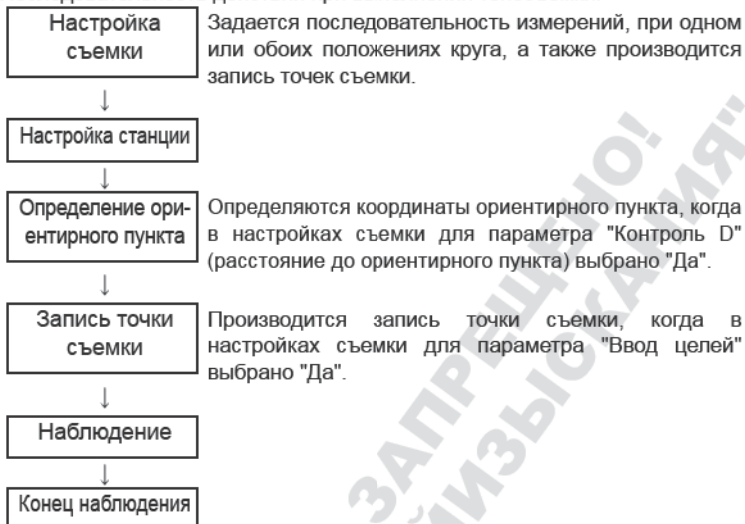 Настройка
съемки
Задается последовательность измерений, при одном
или обоих положениях круга, а также производится
запись точек съемки.
↓
Настройка станции
↓
Определение ори-
ентирного пункта
Определяются координаты ориентирного пункта, когда
в настройках съемки для параметра "Контроль D"
(расстояние до ориентирного пункта) выбрано "Да".
↓
Запись точки
съемки
Производится запись точки съемки, когда в
настройках съемки для параметра "Ввод целей"
выбрано "Да".
↓
Наблюдение
↓
Конец наблюдения
ЗАПРЕЩЕНО!
ЙИЗЫСКАНИЯ"